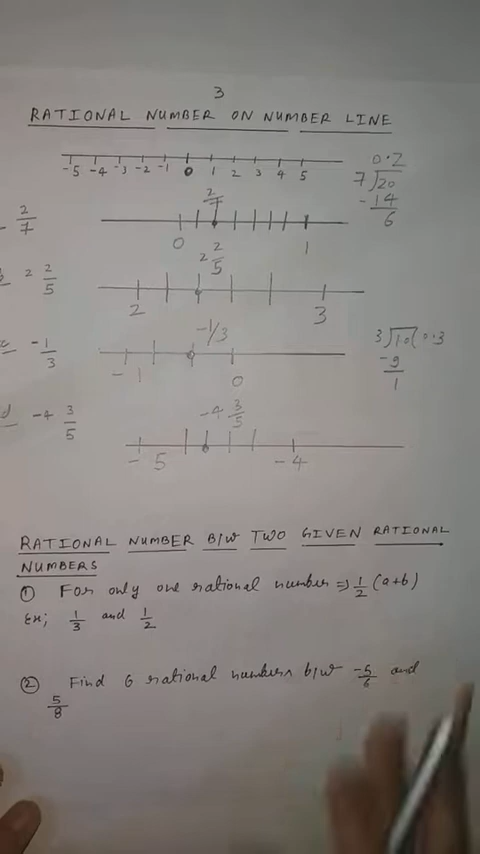 3
RATIONAL NUMBER ON NUMBER LINE
-5 -4 -3 -2 -1 0 1 2 3 4 5
0.2
7)20
-14
6
2/7
2/7
0 1
2 2/5
2 2/5
2 3
-1/3
-1/3
-1 0
3)10(0.3
-9
1
d -4 3/5
-4 3/5
-5 -4
RATIONAL NUMBER B/W TWO GIVEN RATIONAL
NUMBERS
① For only one rational number => 1/2 (a+b)
Ex; 1/3 and 1/2
② Find 6 rational numbers b/w -5/6 and
5/8